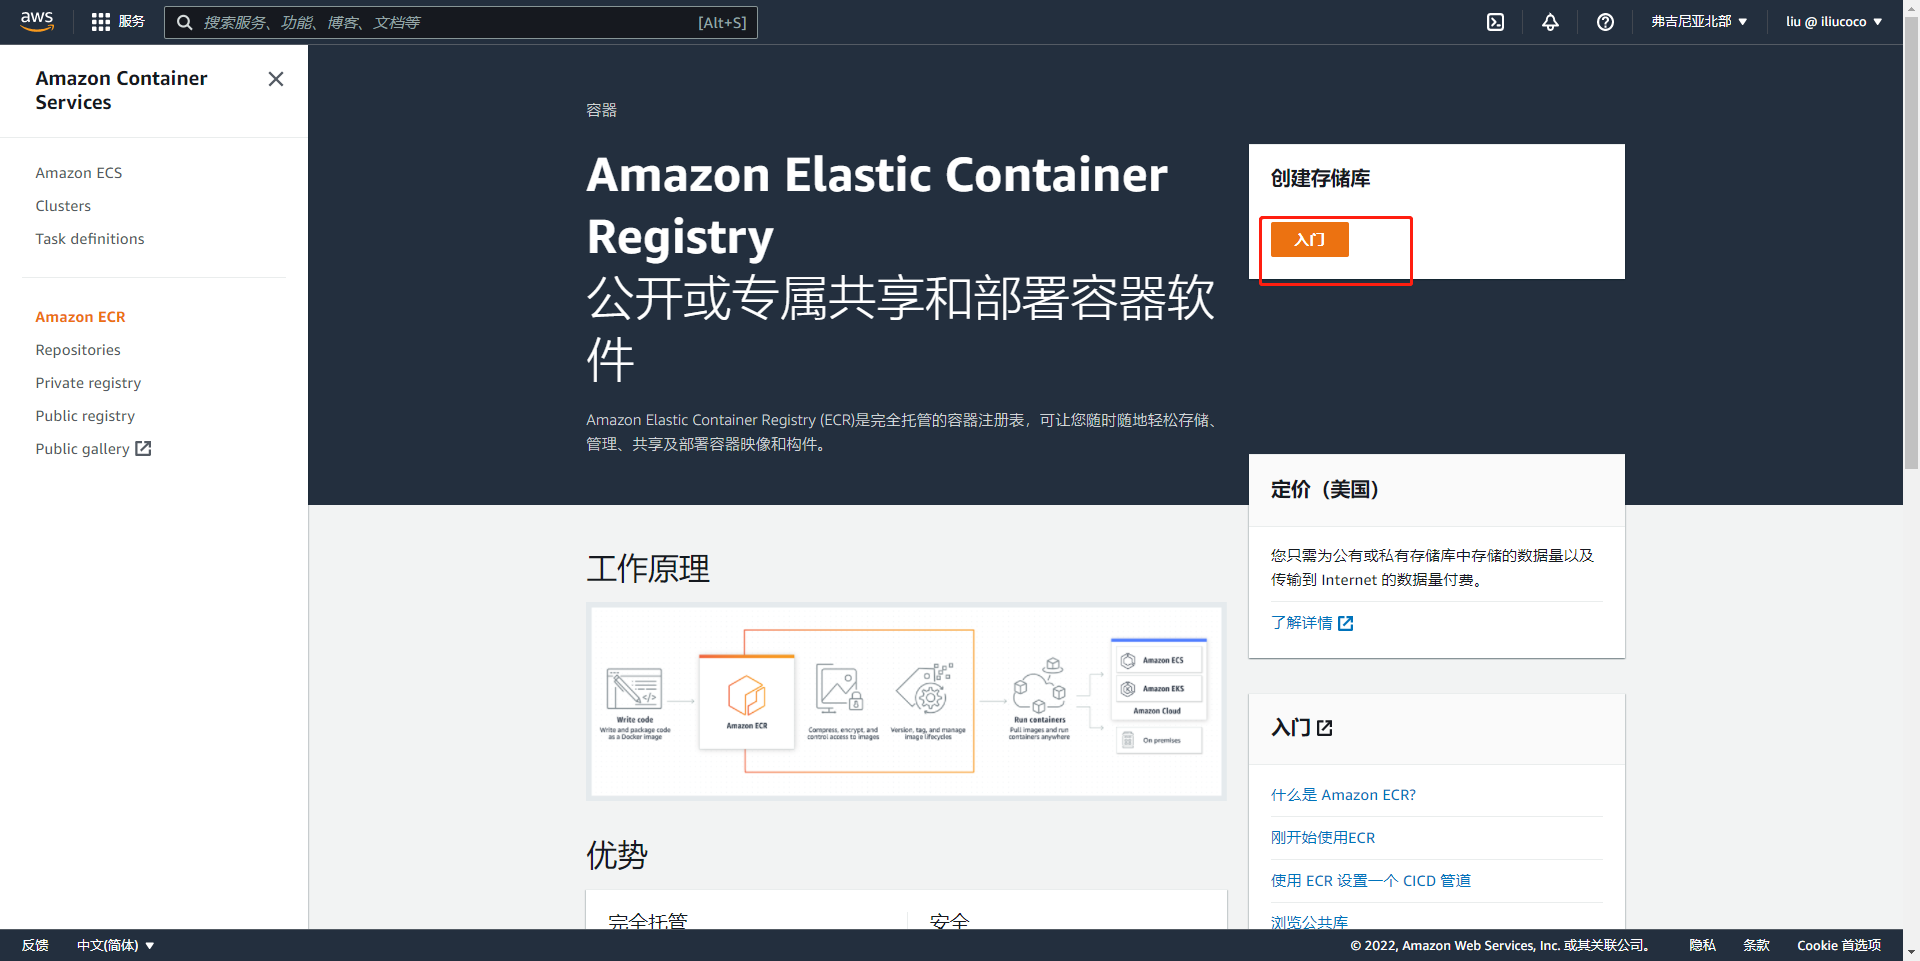 aws
服务
搜索服务、功能、博客、文档等
[Alt+S]
弗吉尼亚北部
liu @ iliucoco
Amazon Container
Services
Amazon ECS
Clusters
Task definitions
Amazon ECR
Repositories
Private registry
Public registry
Public gallery
容器
Amazon Elastic Container
Registry
公开或专属共享和部署容器软
件
Amazon Elastic Container Registry (ECR)是完全托管的容器注册表，可让您随时随地轻松存储、
管理、共享及部署容器映像和构件。
创建存储库
入门
定价（美国）
您只需为公有或私有存储库中存储的数据量以及
传输到 Internet 的数据量付费。
了解详情
工作原理
Write code
Write and package code
as a Docker image
Amazon ECR
Compress, encrypt, and
control access to images
Version, tag, and manage
image lifecycles
Run containers
Pull images and run
containers anywhere
Amazon ECS
Amazon EKS
Amazon Cloud
On premises
入门
什么是 Amazon ECR?
刚开始使用ECR
使用 ECR 设置一个 CICD 管道
浏览公共库
优势
完全托管
安全
反馈
中文(简体)
© 2022, Amazon Web Services, Inc. 或其关联公司。
隐私
条款
Cookie 首选项